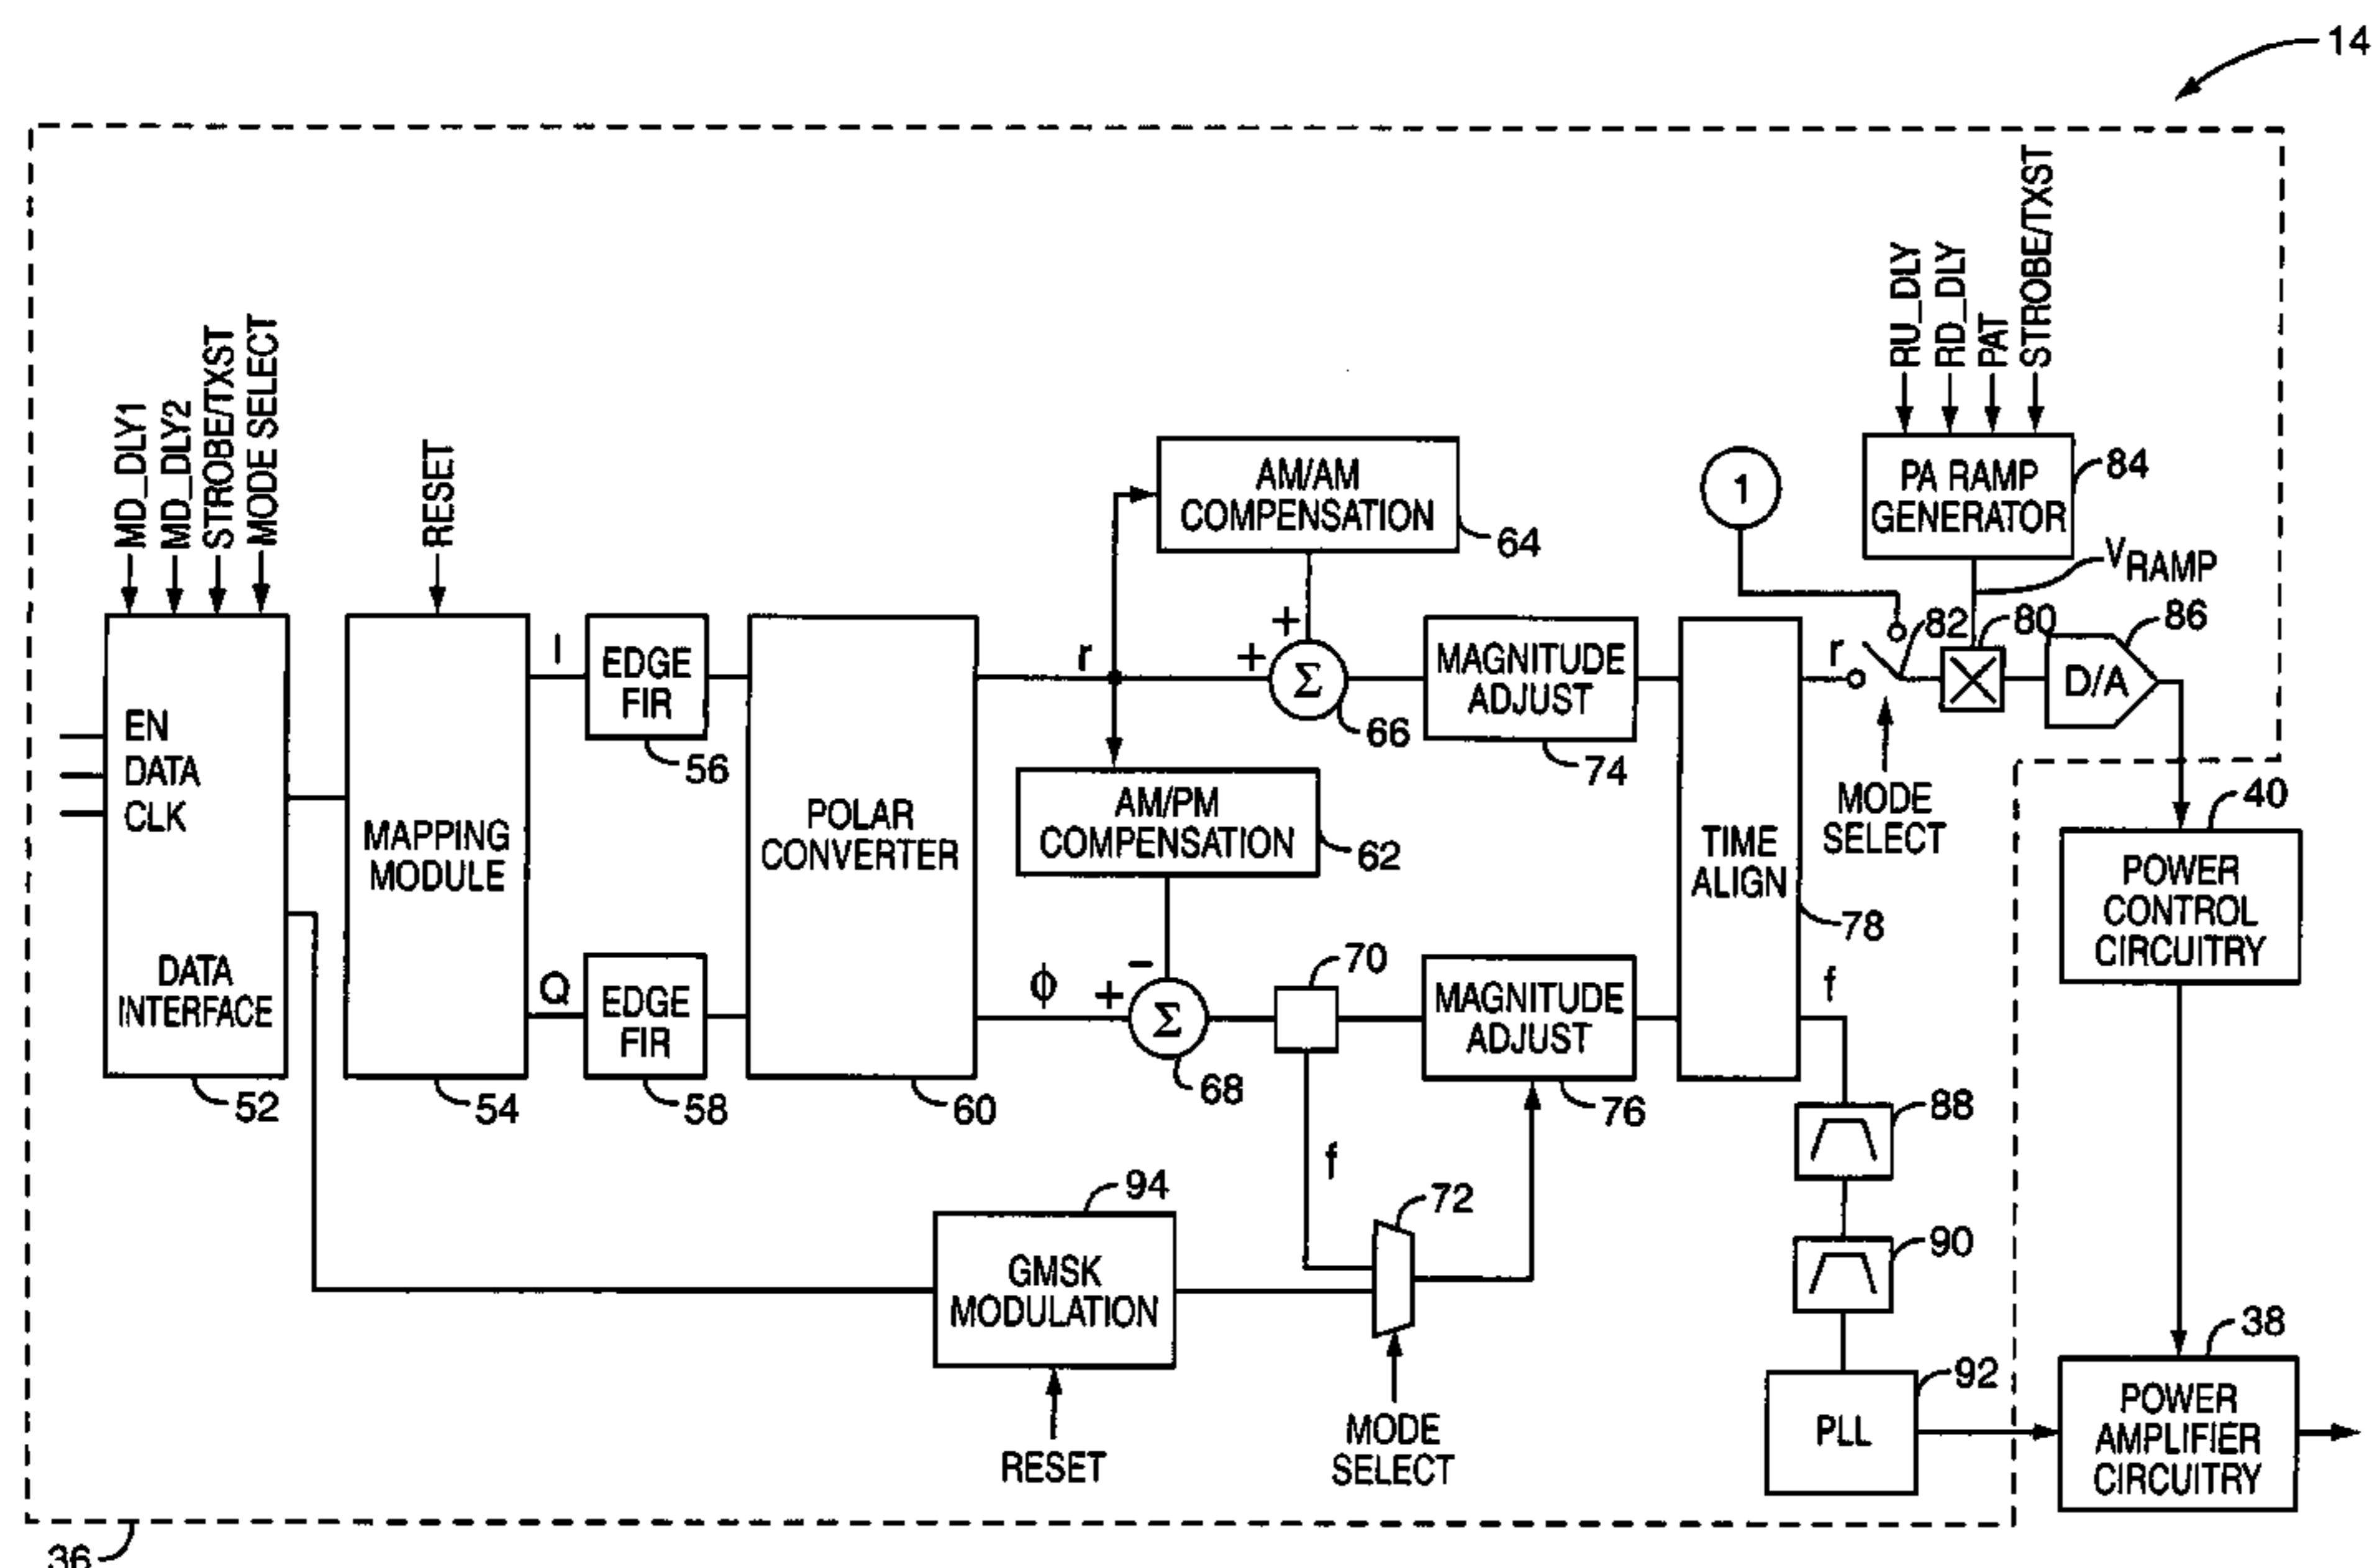 14
MD_DLY1
MD_DLY2
STROBE/TXST
MODE SELECT
RESET
RU_DLY
RD_DLY
PAT
STROBE/TXST
EN
DATA
CLK
DATA
INTERFACE
52
MAPPING
MODULE
54
I
EDGE
FIR
56
Q
EDGE
FIR
58
POLAR
CONVERTER
60
r
AM/AM
COMPENSATION
64
+
+
Σ
66
AM/PM
COMPENSATION
62
ϕ
+
−
Σ
68
70
MAGNITUDE
ADJUST
74
MAGNITUDE
ADJUST
76
f
72
MODE
SELECT
GMSK
MODULATION
94
RESET
TIME
ALIGN
78
1
r
82
MODE
SELECT
PA RAMP
GENERATOR
84
VRAMP
80
D/A
86
f
88
90
PLL
92
POWER
CONTROL
CIRCUITRY
40
POWER
AMPLIFIER
CIRCUITRY
38
36